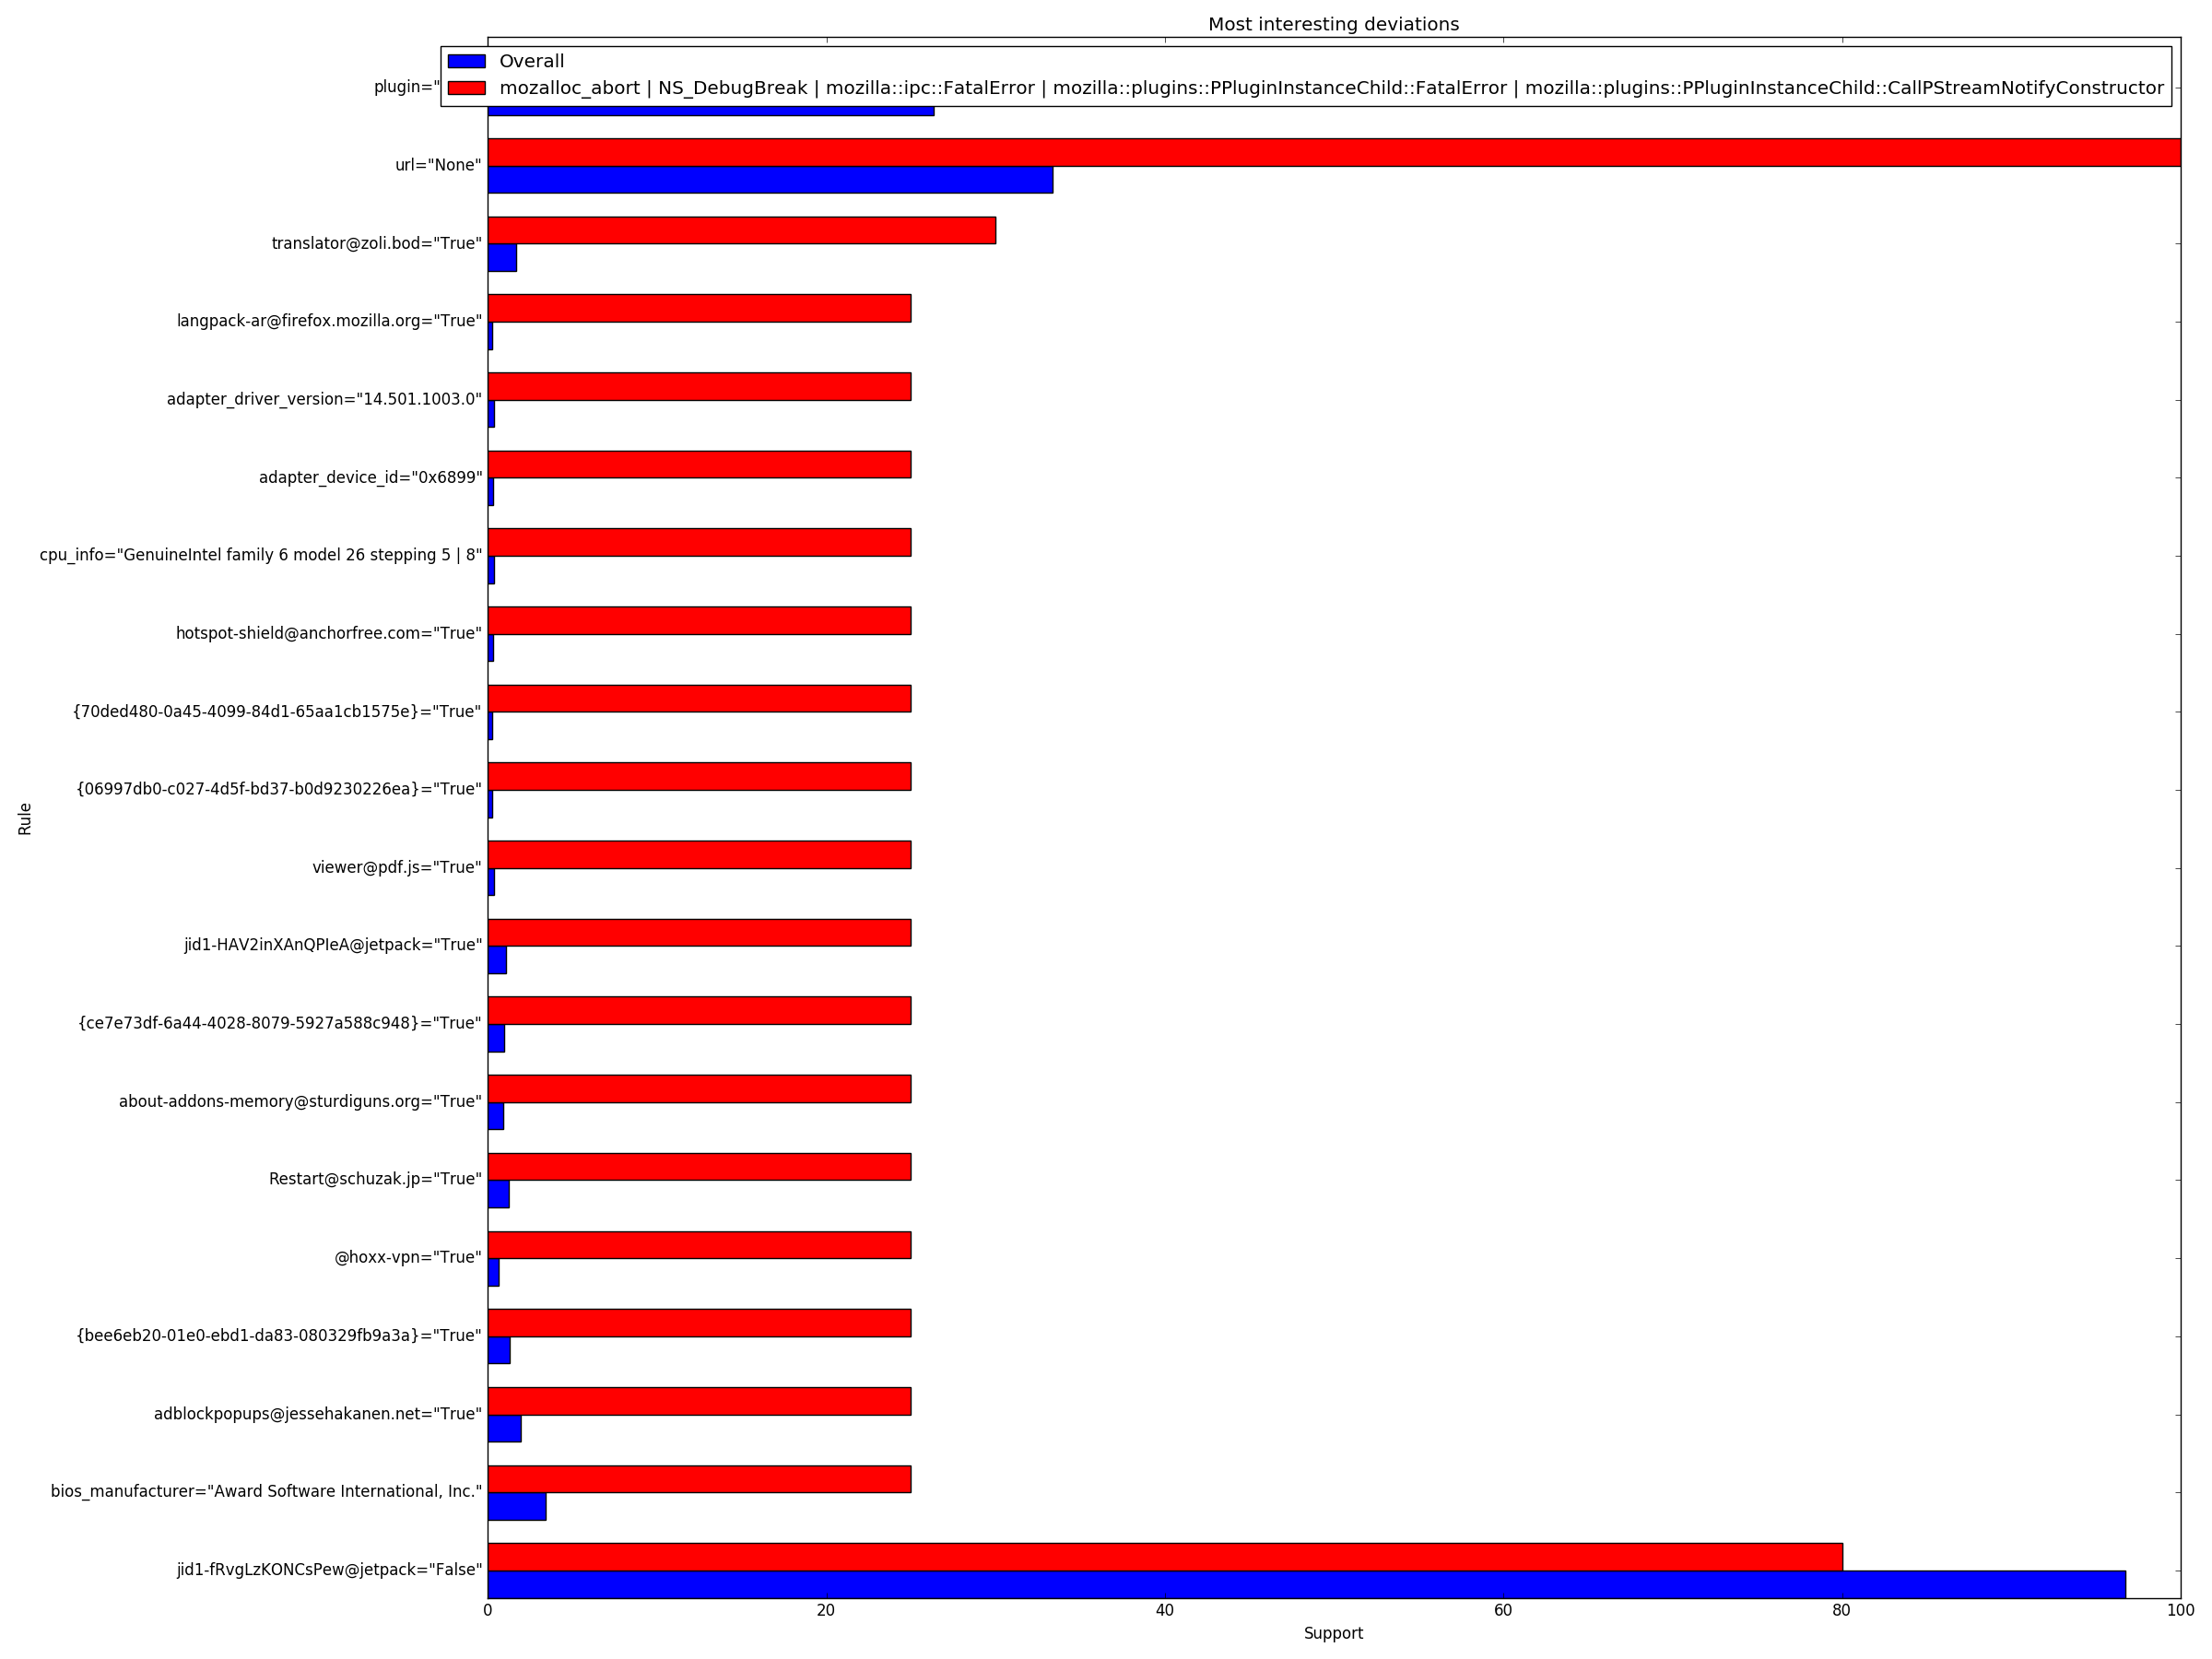 Most interesting deviations
Overall
mozalloc_abort | NS_DebugBreak | mozilla::ipc::FatalError | mozilla::plugins::PPluginInstanceChild::FatalError | mozilla::plugins::PPluginInstanceChild::CallPStreamNotifyConstructor
plugin="
url="None"
translator@zoli.bod="True"
langpack-ar@firefox.mozilla.org="True"
adapter_driver_version="14.501.1003.0"
adapter_device_id="0x6899"
cpu_info="GenuineIntel family 6 model 26 stepping 5 | 8"
hotspot-shield@anchorfree.com="True"
{70ded480-0a45-4099-84d1-65aa1cb1575e}="True"
{06997db0-c027-4d5f-bd37-b0d9230226ea}="True"
Rule
viewer@pdf.js="True"
jid1-HAV2inXAnQPIeA@jetpack="True"
{ce7e73df-6a44-4028-8079-5927a588c948}="True"
about-addons-memory@sturdiguns.org="True"
Restart@schuzak.jp="True"
@hoxx-vpn="True"
{bee6eb20-01e0-ebd1-da83-080329fb9a3a}="True"
adblockpopups@jessehakanen.net="True"
bios_manufacturer="Award Software International, Inc."
jid1-fRvgLzKONCsPew@jetpack="False"
0 20 40 60 80 100
Support